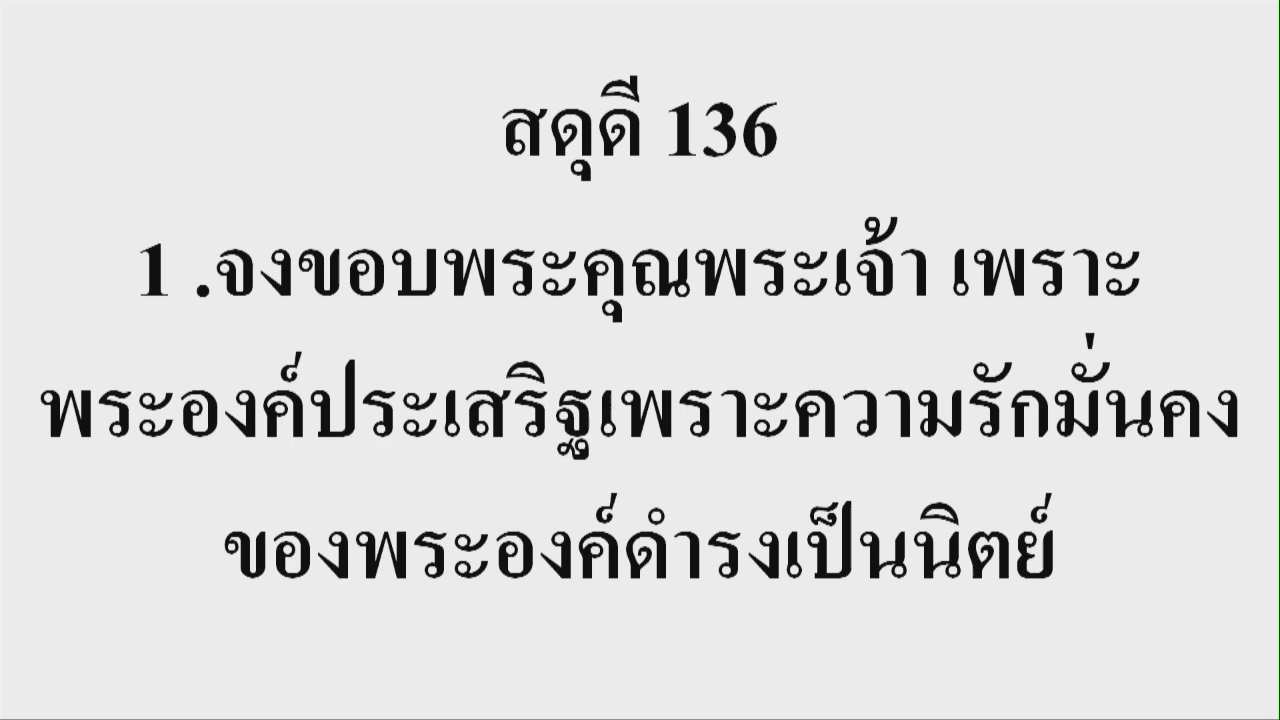 สดุดี 136
1 .จงขอบพระคุณพระเจ้า เพราะ
พระองค์ประเสริฐเพราะความรักมั่นคง
ของพระองค์ดำรงเป็นนิตย์